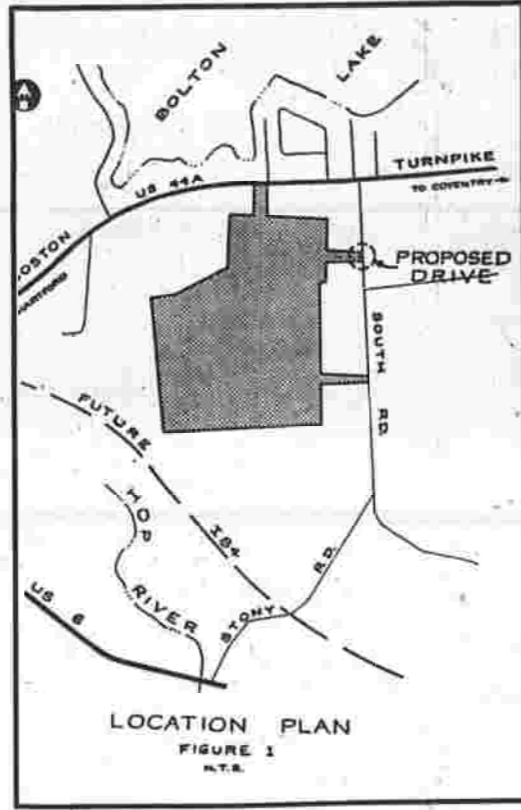 BOLTON LAKE
US 44A
TURNPIKE
TO COVENTRY
BOSTON
HARTFORD
PROPOSED
DRIVE
SOUTH RD.
FUTURE I84
HOP RIVER
STONY RD.
US 6
LOCATION PLAN
FIGURE 1
N.T.S.